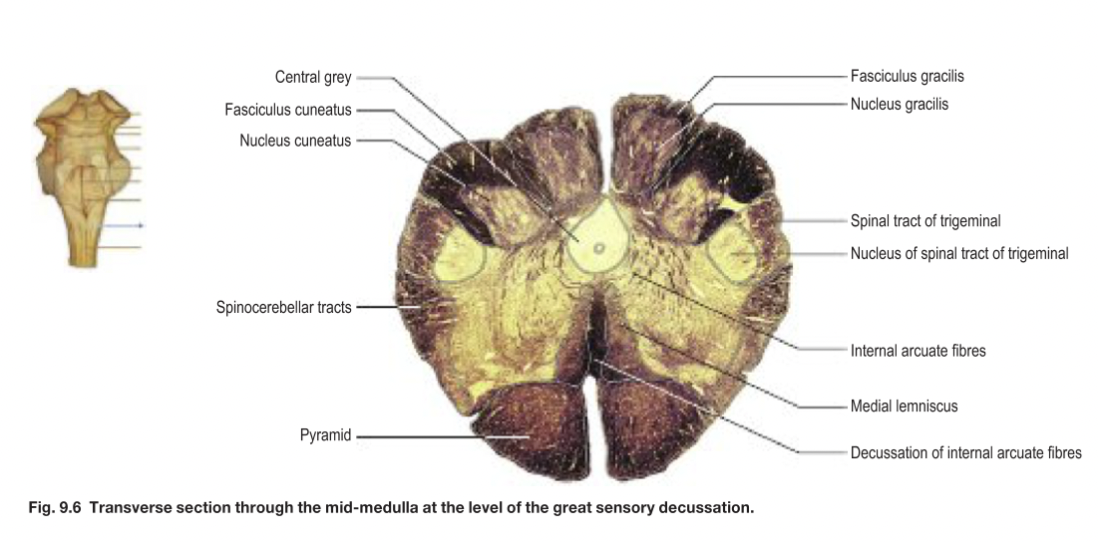 Central grey
Fasciculus cuneatus
Nucleus cuneatus
Spinocerebellar tracts
Pyramid
Fasciculus gracilis
Nucleus gracilis
Spinal tract of trigeminal
Nucleus of spinal tract of trigeminal
Internal arcuate fibres
Medial lemniscus
Decussation of internal arcuate fibres
Fig. 9.6 Transverse section through the mid-medulla at the level of the great sensory decussation.